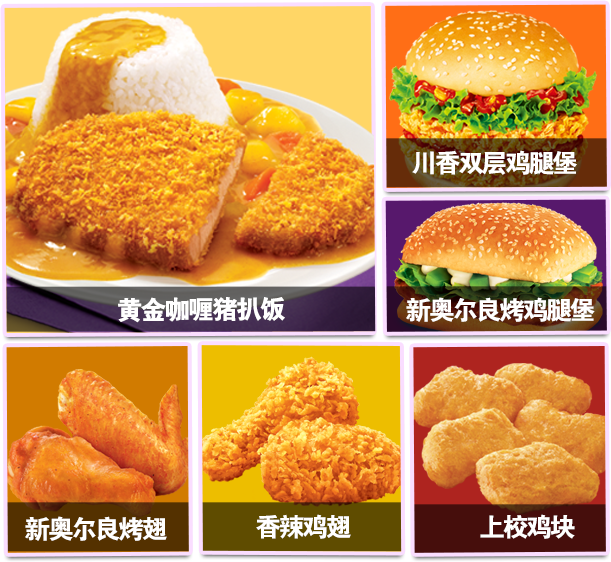 川香双层鸡腿堡
黄金咖喱猪扒饭
新奥尔良烤鸡腿堡
新奥尔良烤翅
香辣鸡翅
上校鸡块